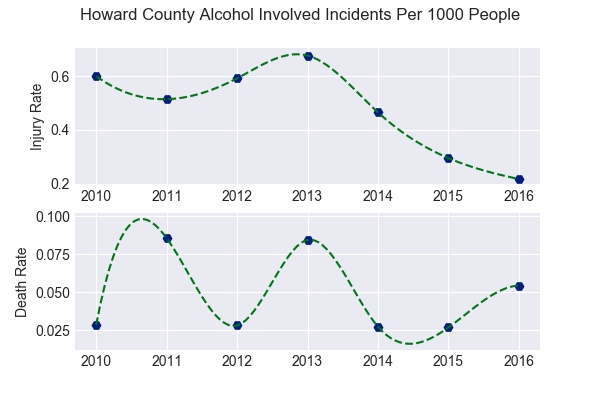 Howard County Alcohol Involved Incidents Per 1000 People
Injury Rate
0.6
0.4
0.2
2010 2011 2012 2013 2014 2015 2016
Death Rate
0.100
0.075
0.050
0.025
2010 2011 2012 2013 2014 2015 2016